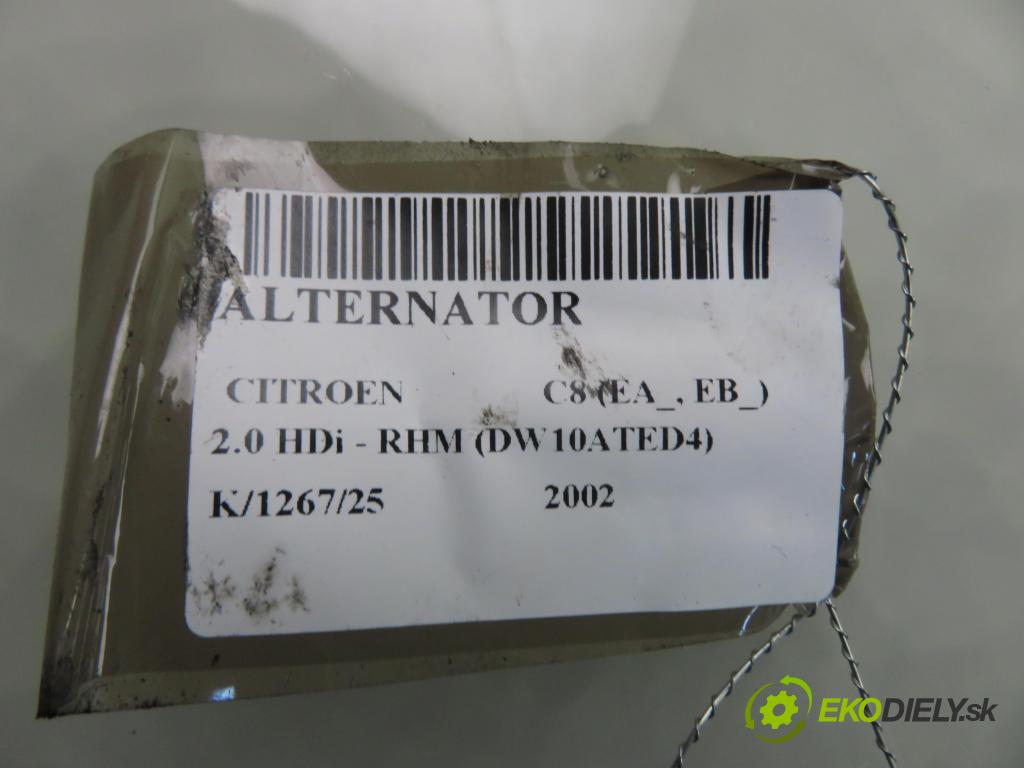 ALTERNATOR
CITROEN C8 (EA_, EB_)
2.0 HDi - RHM (DW10ATED4)
K/1267/25 2002
EKODIELY.sk